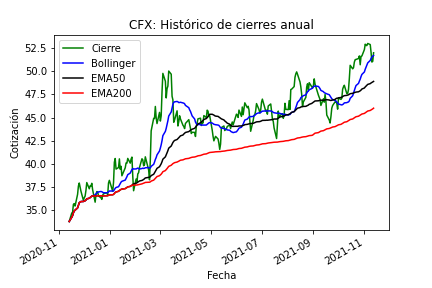 CFX: Histórico de cierres anual
Cierre
Bollinger
EMA50
EMA200
52.5
50.0
47.5
45.0
42.5
40.0
37.5
35.0
Cotización
2020-11
2021-01
2021-03
2021-05
2021-07
2021-09
2021-11
Fecha